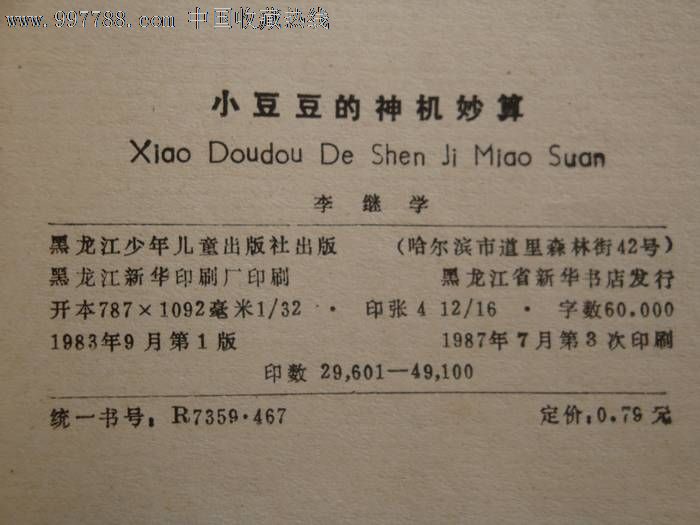 www.997788.com 中国收藏热线
小豆豆的神机妙算
Xiao Doudou De Shen Ji Miao Suan
李继学
黑龙江少年儿童出版社出版 (哈尔滨市道里森林街42号)
黑龙江新华印刷厂印刷 黑龙江省新华书店发行
开本787×1092毫米1/32 · 印张4 12/16 · 字数60.000
1983年9月第1版 1987年7月第3次印刷
印数 29,601—49,100
统一书号: R7359·467 定价: 0.79元